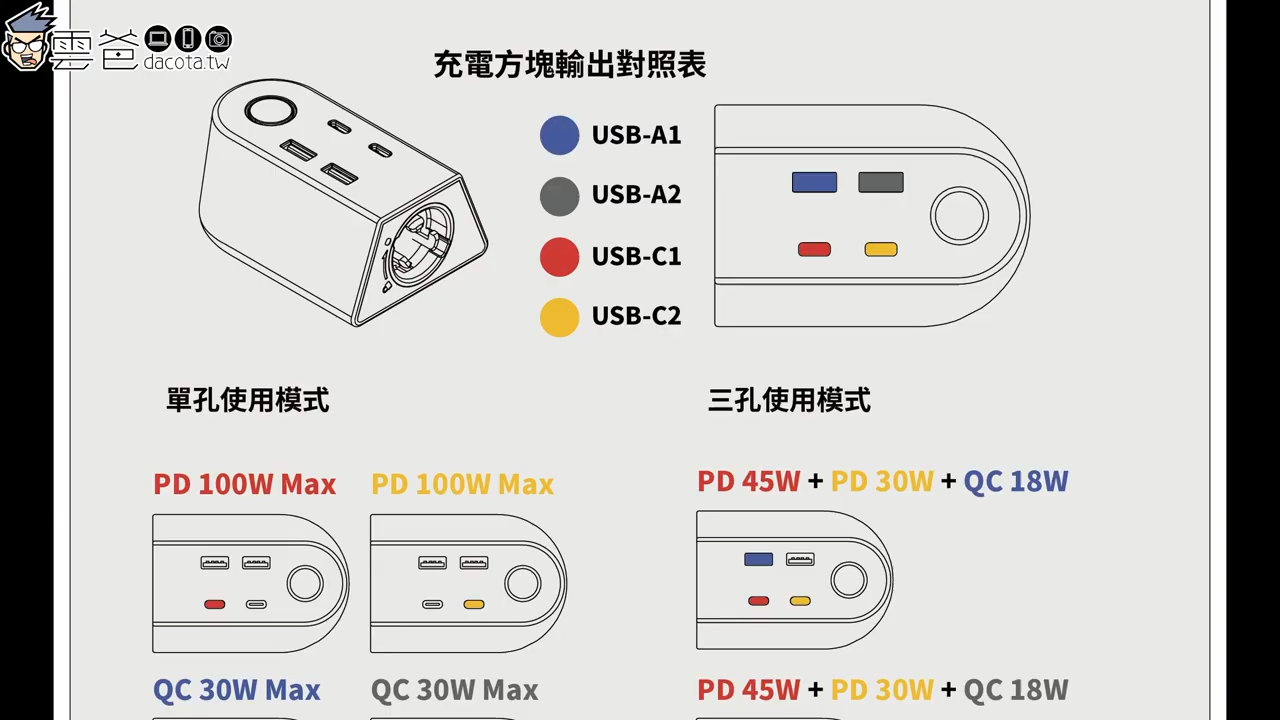 雲爸
dacota.tw
充電方塊輸出對照表
USB-A1
USB-A2
USB-C1
USB-C2
單孔使用模式
三孔使用模式
PD 100W Max
PD 100W Max
PD 45W + PD 30W + QC 18W
QC 30W Max
QC 30W Max
PD 45W + PD 30W + QC 18W